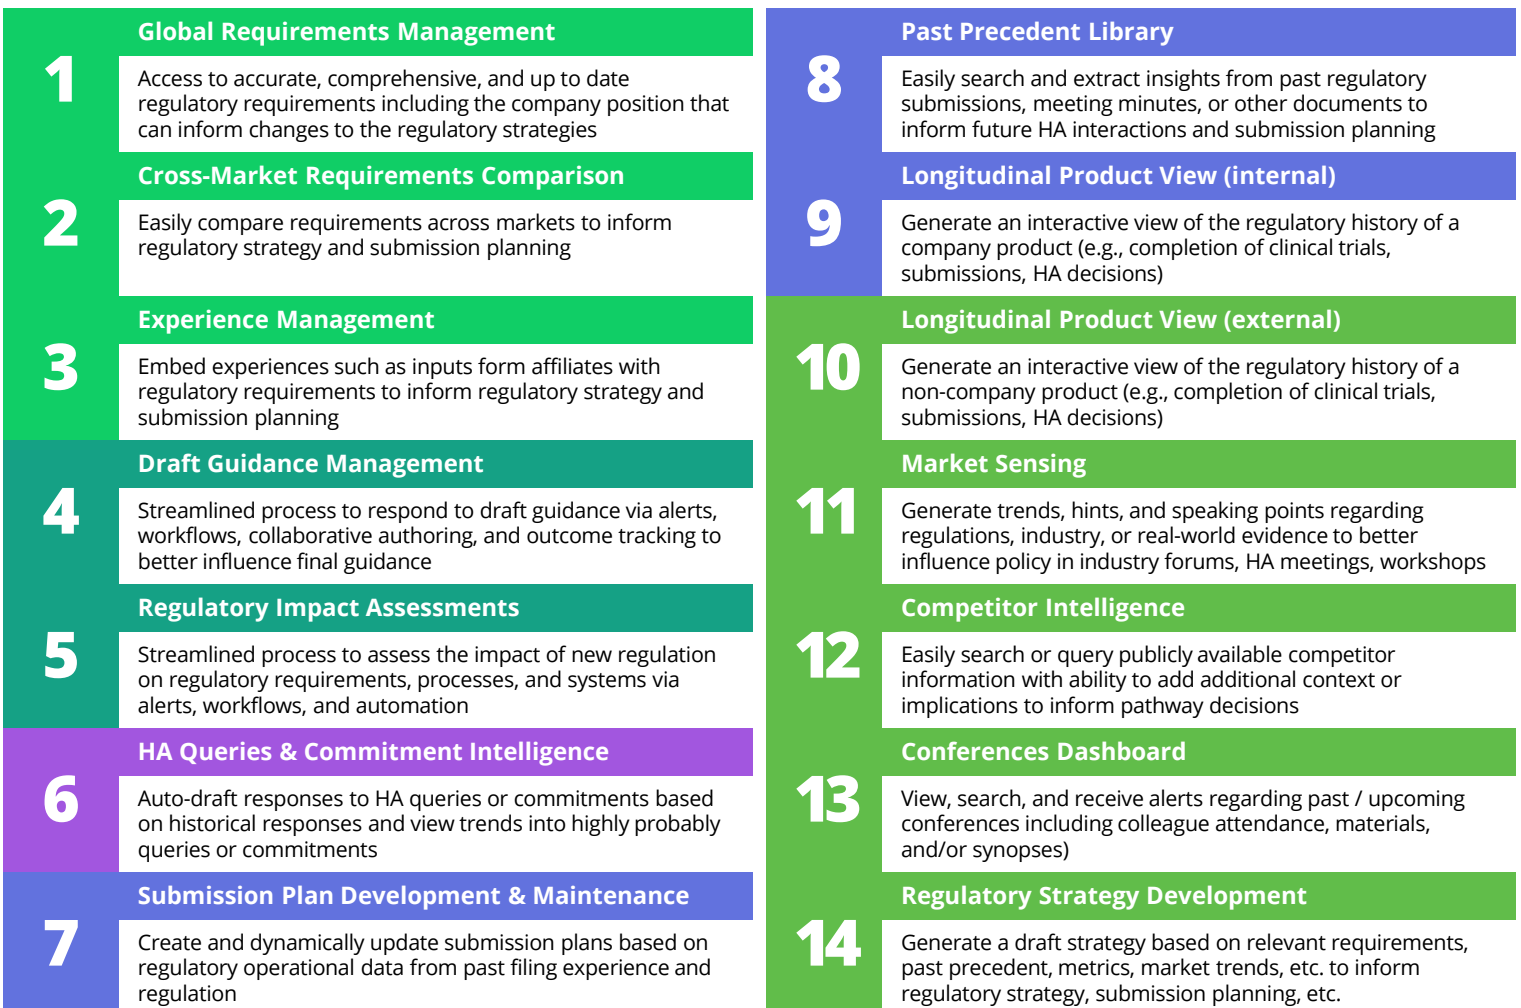 1
Global Requirements Management
Access to accurate, comprehensive, and up to date
regulatory requirements including the company position that
can inform changes to the regulatory strategies
2
Cross-Market Requirements Comparison
Easily compare requirements across markets to inform
regulatory strategy and submission planning
3
Experience Management
Embed experiences such as inputs form affiliates with
regulatory requirements to inform regulatory strategy and
submission planning
4
Draft Guidance Management
Streamlined process to respond to draft guidance via alerts,
workflows, collaborative authoring, and outcome tracking to
better influence final guidance
5
Regulatory Impact Assessments
Streamlined process to assess the impact of new regulation
on regulatory requirements, processes, and systems via
alerts, workflows, and automation
6
HA Queries & Commitment Intelligence
Auto-draft responses to HA queries or commitments based
on historical responses and view trends into highly probably
queries or commitments
7
Submission Plan Development & Maintenance
Create and dynamically update submission plans based on
regulatory operational data from past filing experience and
regulation
8
Past Precedent Library
Easily search and extract insights from past regulatory
submissions, meeting minutes, or other documents to
inform future HA interactions and submission planning
9
Longitudinal Product View (internal)
Generate an interactive view of the regulatory history of a
company product (e.g., completion of clinical trials,
submissions, HA decisions)
10
Longitudinal Product View (external)
Generate an interactive view of the regulatory history of a
non-company product (e.g., completion of clinical trials,
submissions, HA decisions)
11
Market Sensing
Generate trends, hints, and speaking points regarding
regulations, industry, or real-world evidence to better
influence policy in industry forums, HA meetings, workshops
12
Competitor Intelligence
Easily search or query publicly available competitor
information with ability to add additional context or
implications to inform pathway decisions
13
Conferences Dashboard
View, search, and receive alerts regarding past / upcoming
conferences including colleague attendance, materials,
and/or synopses)
14
Regulatory Strategy Development
Generate a draft strategy based on relevant requirements,
past precedent, metrics, market trends, etc. to inform
regulatory strategy, submission planning, etc.